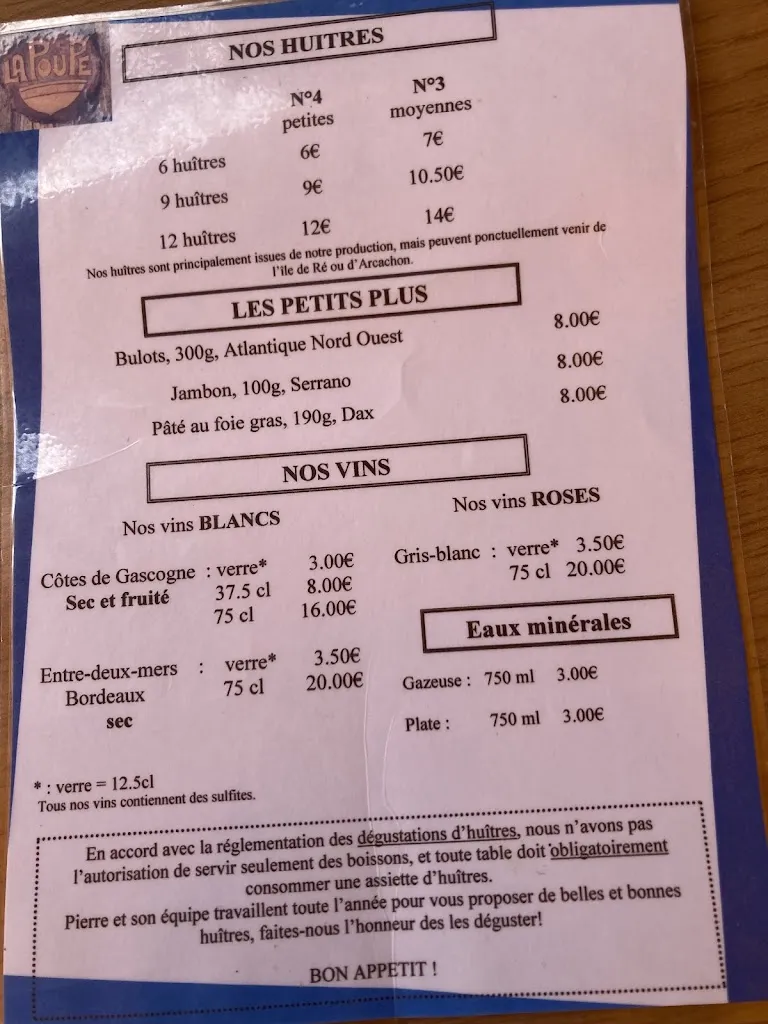 LA POUPE
NOS HUITRES
N°4 N°3
petites moyennes
6 huîtres 6€ 7€
9 huîtres 9€ 10.50€
12 huîtres 12€ 14€
Nos huîtres sont principalement issues de notre production, mais peuvent ponctuellement venir de
l'île de Ré ou d'Arcachon.
LES PETITS PLUS
Bulots, 300g, Atlantique Nord Ouest 8.00€
Jambon, 100g, Serrano 8.00€
Pâté au foie gras, 190g, Dax 8.00€
NOS VINS
Nos vins BLANCS
Côtes de Gascogne : verre* 3.00€
Sec et fruité 37.5 cl 8.00€
75 cl 16.00€
Entre-deux-mers : verre* 3.50€
Bordeaux 75 cl 20.00€
sec
Nos vins ROSES
Gris-blanc : verre* 3.50€
75 cl 20.00€
Eaux minérales
Gazeuse : 750 ml 3.00€
Plate : 750 ml 3.00€
* : verre = 12.5cl
Tous nos vins contiennent des sulfites.
En accord avec la réglementation des dégustations d'huîtres, nous n'avons pas
l'autorisation de servir seulement des boissons, et toute table doit obligatoirement
consommer une assiette d'huîtres.
Pierre et son équipe travaillent toute l'année pour vous proposer de belles et bonnes
huîtres, faites-nous l'honneur des les déguster!
BON APPETIT !